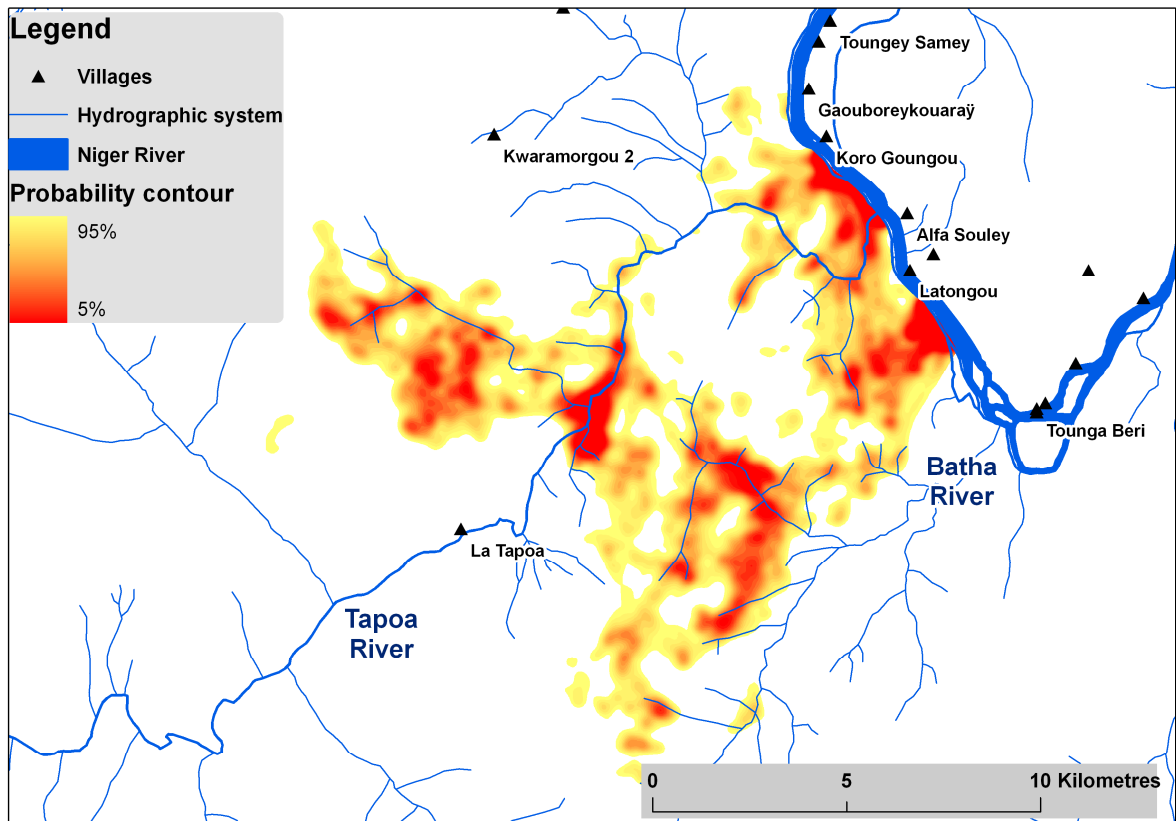 Legend
Villages
Hydrographic system
Niger River
Probability contour
95%
5%
Toungey Samey
Gaouboreykouaraÿ
Kwaramorgou 2
Koro Goungou
Alfa Souley
Latongou
Tounga Beri
Batha
River
La Tapoa
Tapoa
River
0 5 10 Kilometres